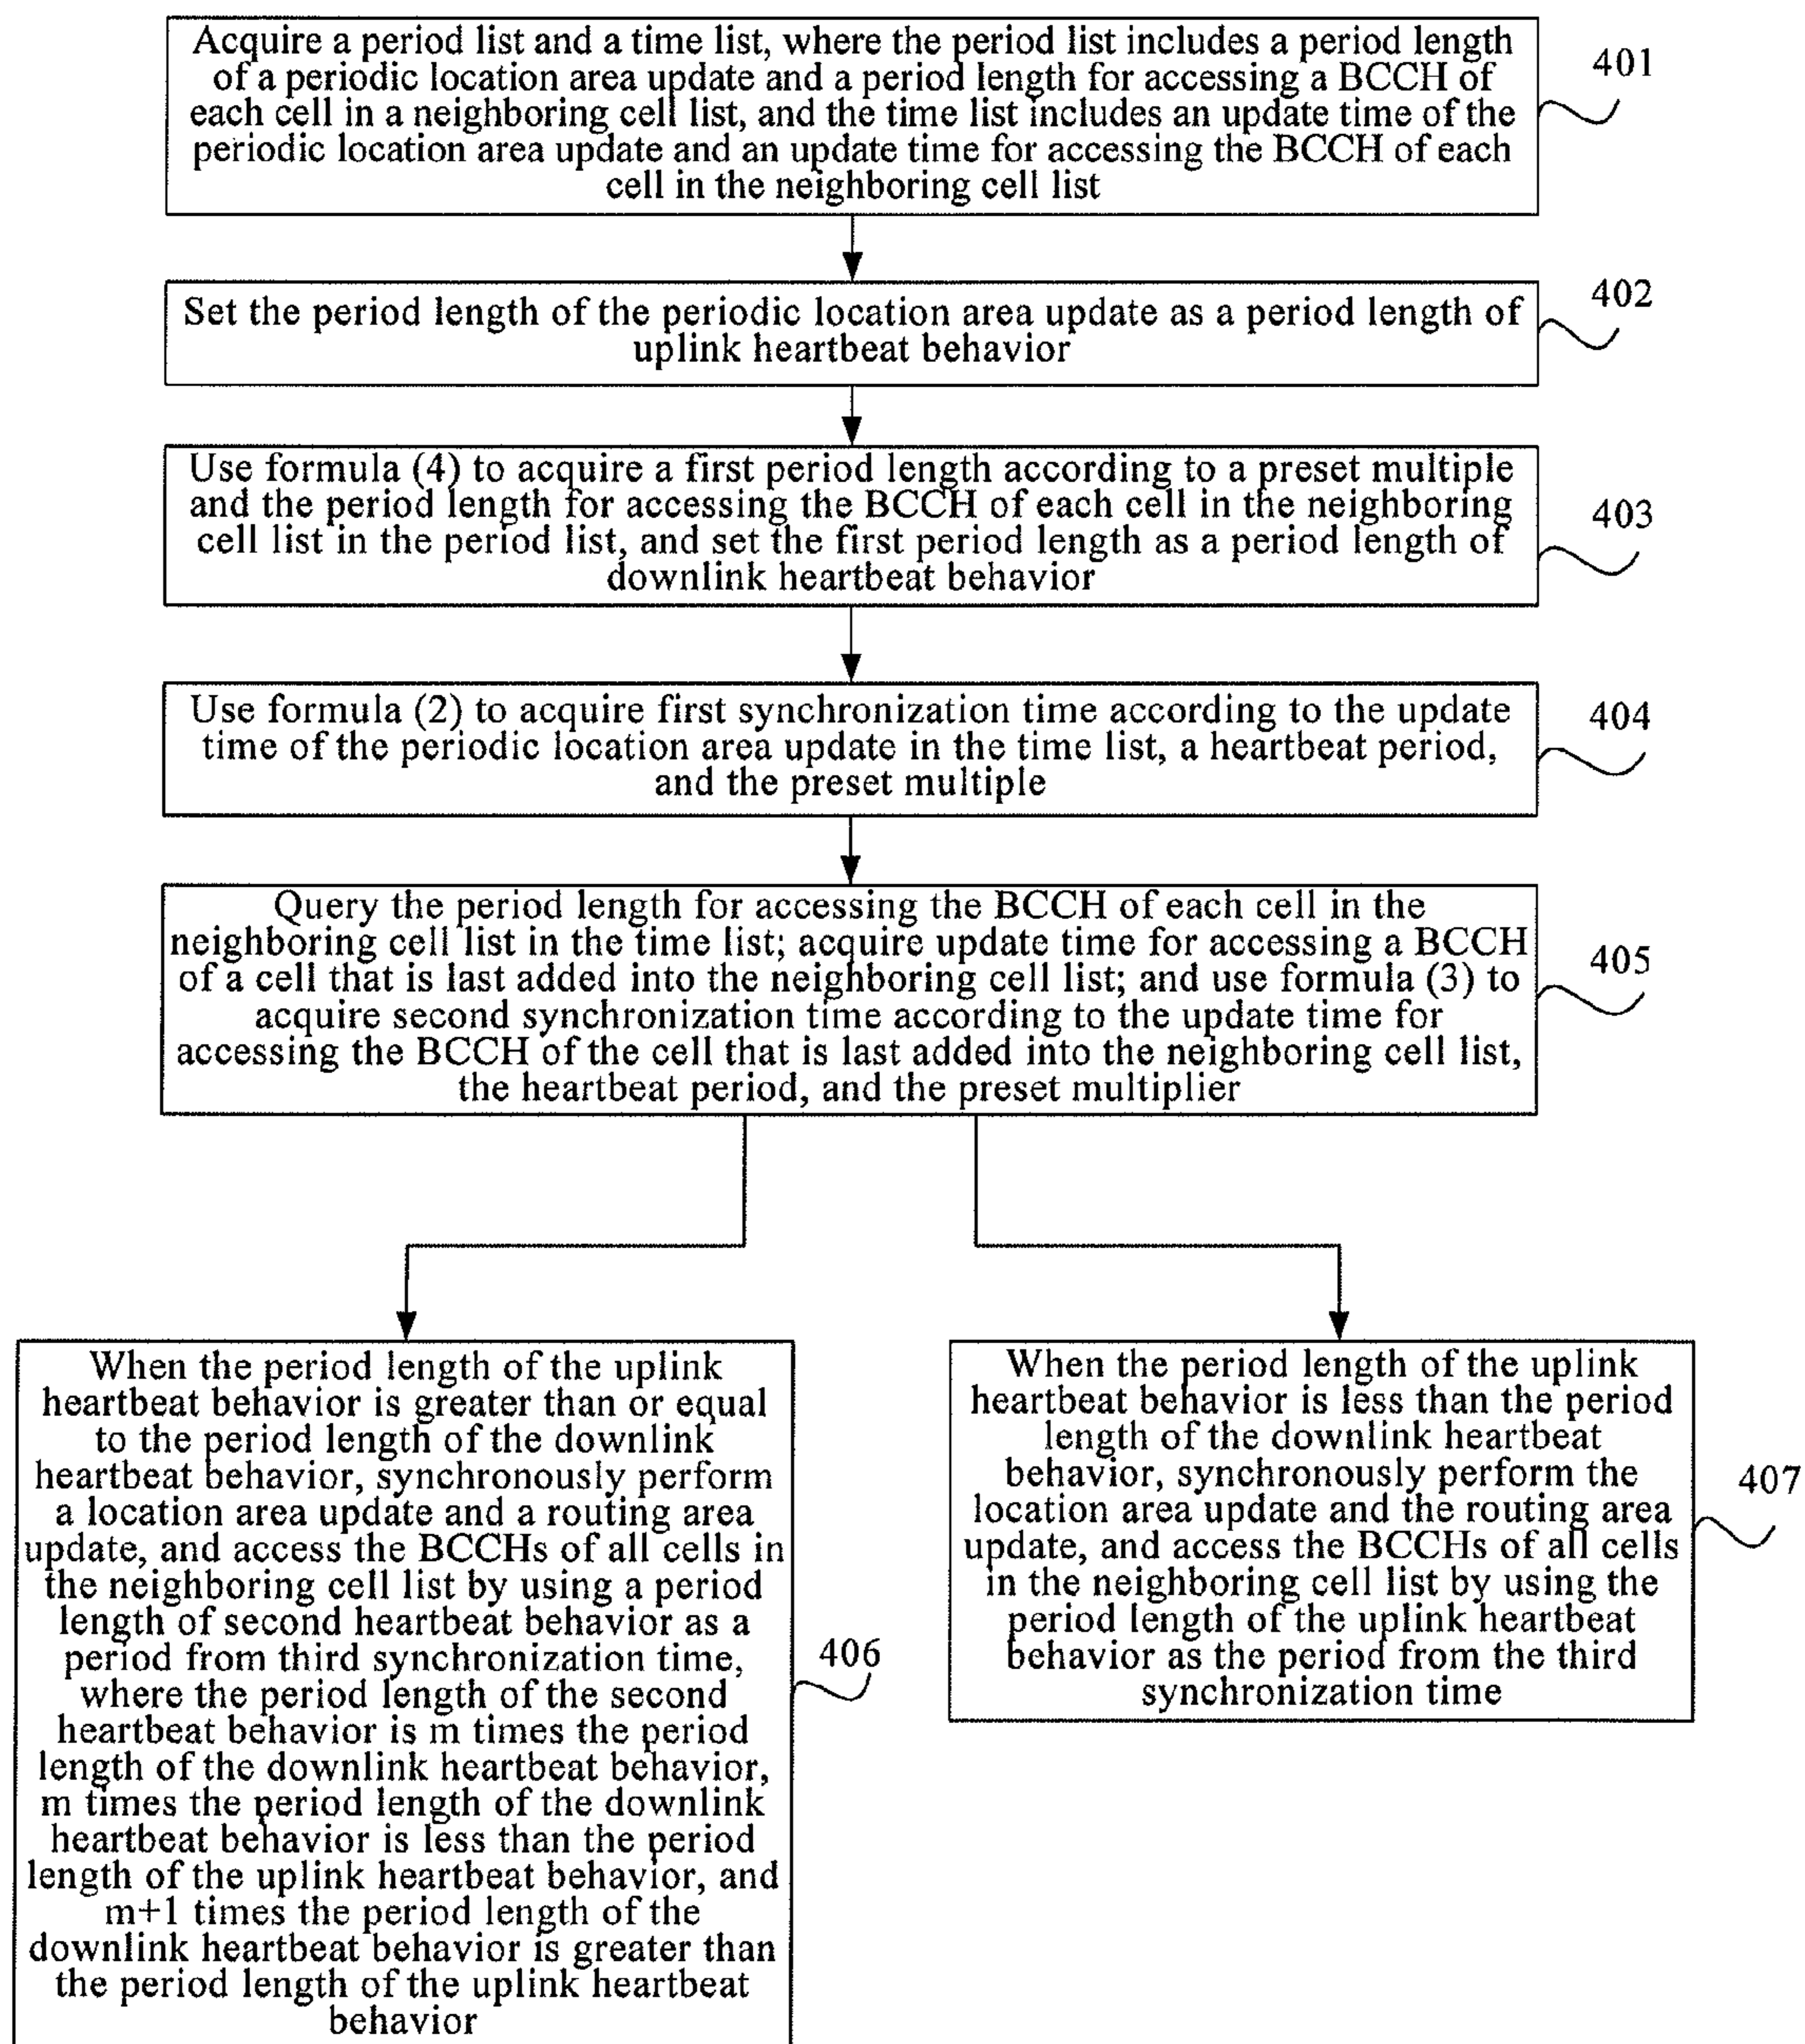 Acquire a period list and a time list, where the period list includes a period length
of a periodic location area update and a period length for accessing a BCCH of
each cell in a neighboring cell list, and the time list includes an update time of the
periodic location area update and an update time for accessing the BCCH of each
cell in the neighboring cell list
401
Set the period length of the periodic location area update as a period length of
uplink heartbeat behavior
402
Use formula (4) to acquire a first period length according to a preset multiple
and the period length for accessing the BCCH of each cell in the neighboring
cell list in the period list, and set the first period length as a period length of
downlink heartbeat behavior
403
Use formula (2) to acquire first synchronization time according to the update
time of the periodic location area update in the time list, a heartbeat period,
and the preset multiple
404
Query the period length for accessing the BCCH of each cell in the
neighboring cell list in the time list; acquire update time for accessing a BCCH
of a cell that is last added into the neighboring cell list; and use formula (3) to
acquire second synchronization time according to the update time for
accessing the BCCH of the cell that is last added into the neighboring cell list,
the heartbeat period, and the preset multiplier
405
When the period length of the uplink
heartbeat behavior is greater than or equal
to the period length of the downlink
heartbeat behavior, synchronously perform
a location area update and a routing area
update, and access the BCCHs of all cells in
the neighboring cell list by using a period
length of second heartbeat behavior as a
period from third synchronization time,
where the period length of the second
heartbeat behavior is m times the period
length of the downlink heartbeat behavior,
m times the period length of the downlink
heartbeat behavior is less than the period
length of the uplink heartbeat behavior, and
m+1 times the period length of the
downlink heartbeat behavior is greater than
the period length of the uplink heartbeat
behavior
406
When the period length of the uplink
heartbeat behavior is less than the period
length of the downlink heartbeat
behavior, synchronously perform the
location area update and the routing area
update, and access the BCCHs of all cells
in the neighboring cell list by using the
period length of the uplink heartbeat
behavior as the period from the third
synchronization time
407